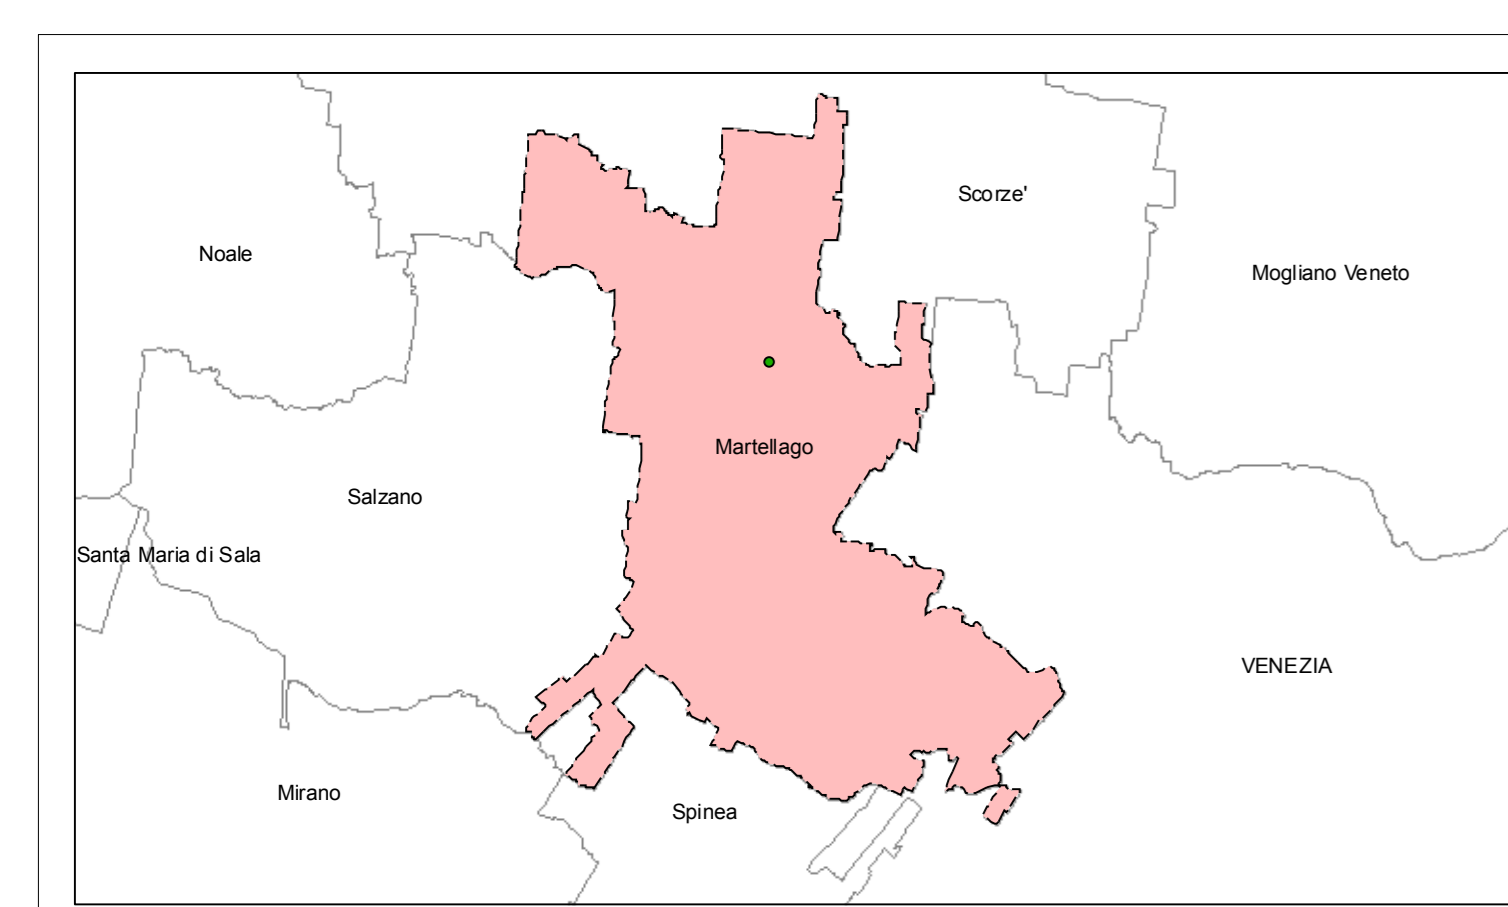 Scorze'
Noale
Mogliano Veneto
Martellago
Salzano
Santa Maria di Sala
VENEZIA
Mirano
Spinea